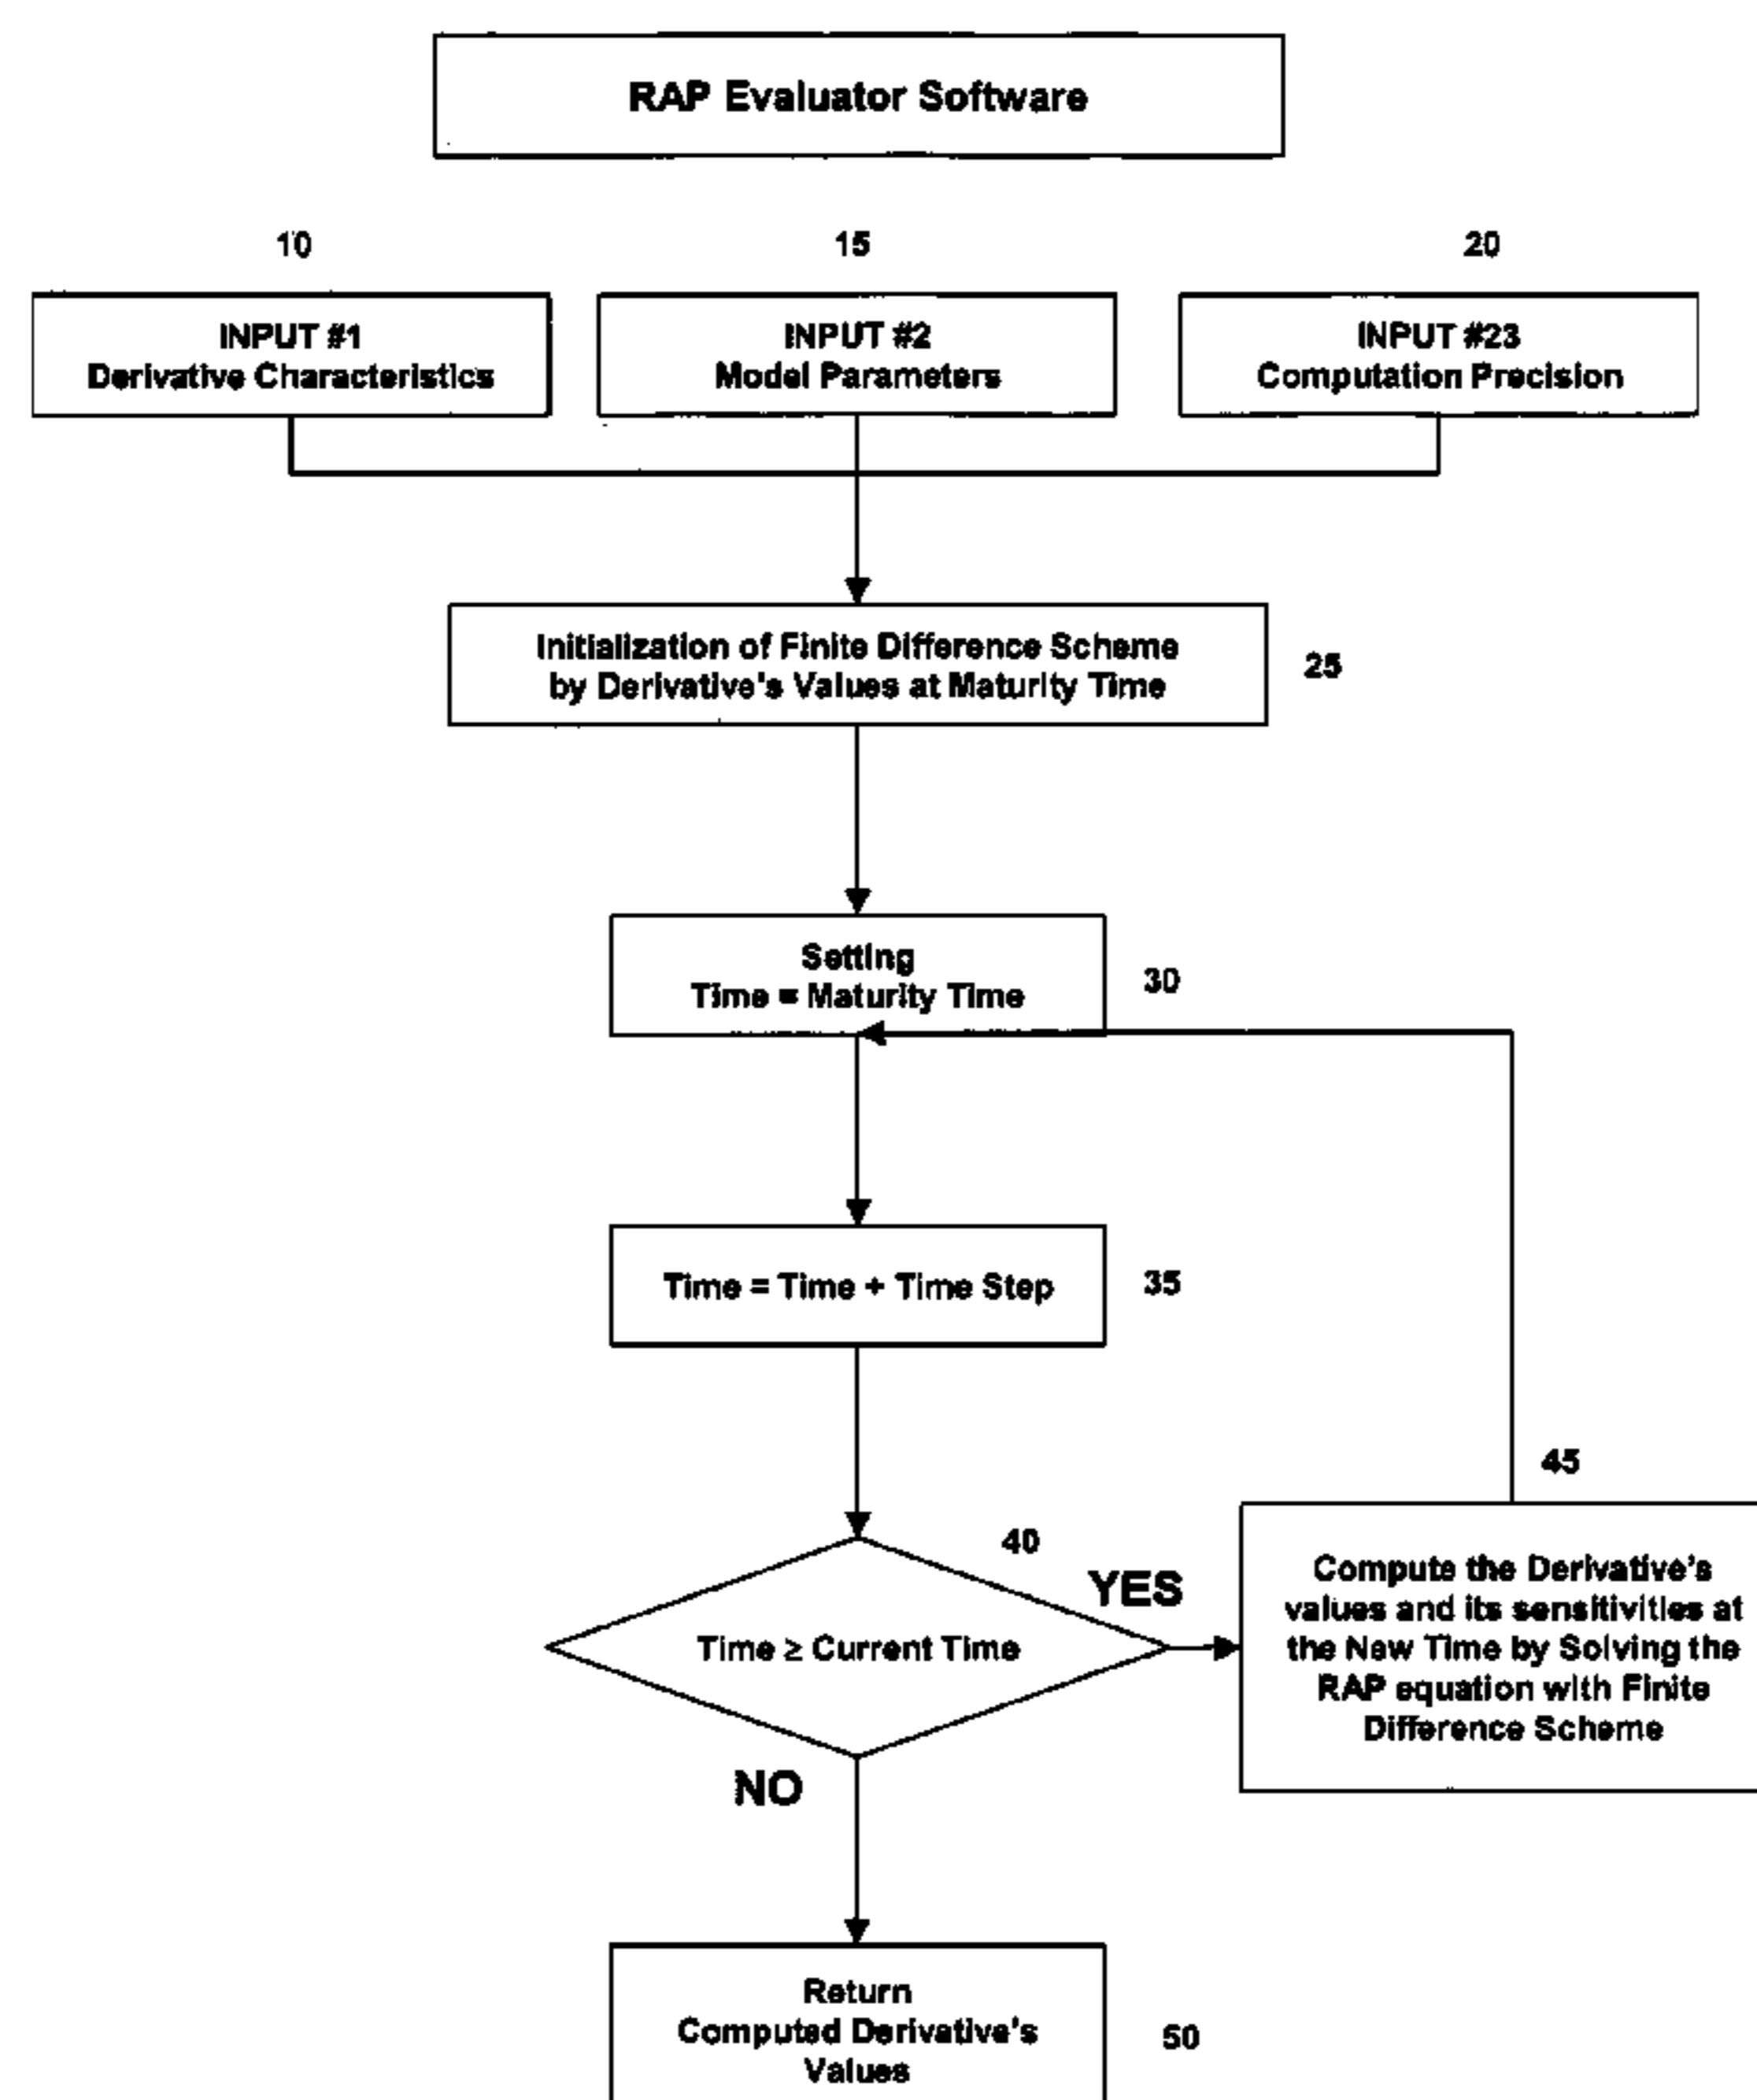 RAP Evaluator Software
10
15
20
INPUT #1
Derivative Characteristics
INPUT #2
Model Parameters
INPUT #23
Computation Precision
Initialization of Finite Difference Scheme
by Derivative's Values at Maturity Time
25
Setting
Time = Maturity Time
30
Time = Time + Time Step
35
40
YES
45
Time ≥ Current Time
Compute the Derivative's
values and its sensitivities at
the New Time by Solving the
RAP equation with Finite
Difference Scheme
NO
Return
Computed Derivative's
Values
50